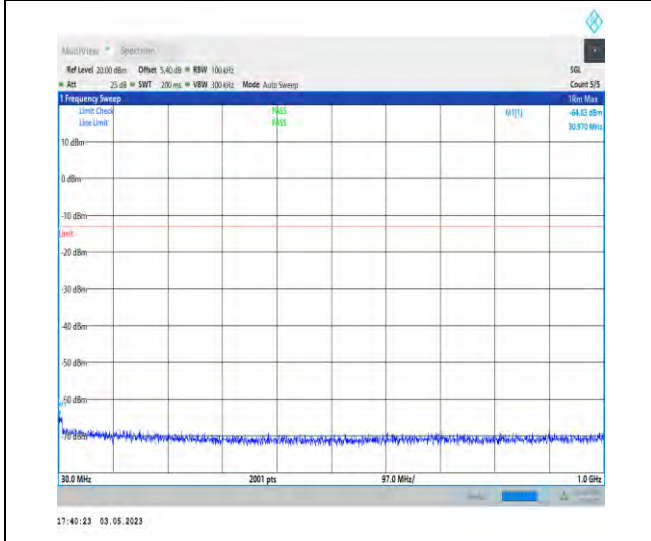 MultiView Spectrum
Ref Level 20.00 dBm Offset 5.40 dB RBW 100 kHz SGL
Att 25 dB SWT 200 ms VBW 300 kHz Mode Auto Sweep Count 5/5
1 Frequency Sweep 1Rm Max
Limit Check PASS M1[1] -64.83 dBm
Line Limit PASS 30.970 MHz
10 dBm
0 dBm
-10 dBm
Limit
-20 dBm
-30 dBm
-40 dBm
-50 dBm
-60 dBm
-70 dBm
30.0 MHz 2001 pts 97.0 MHz/ 1.0 GHz
17:40:23 03.05.2023